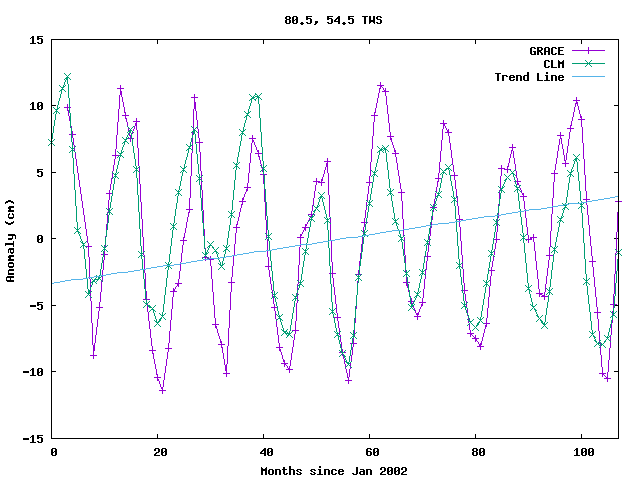 80.5, 54.5 TWS
GRACE
CLM
Trend Line
15
10
5
0
-5
-10
-15
Anomaly (cm)
0 20 40 60 80 100
Months since Jan 2002